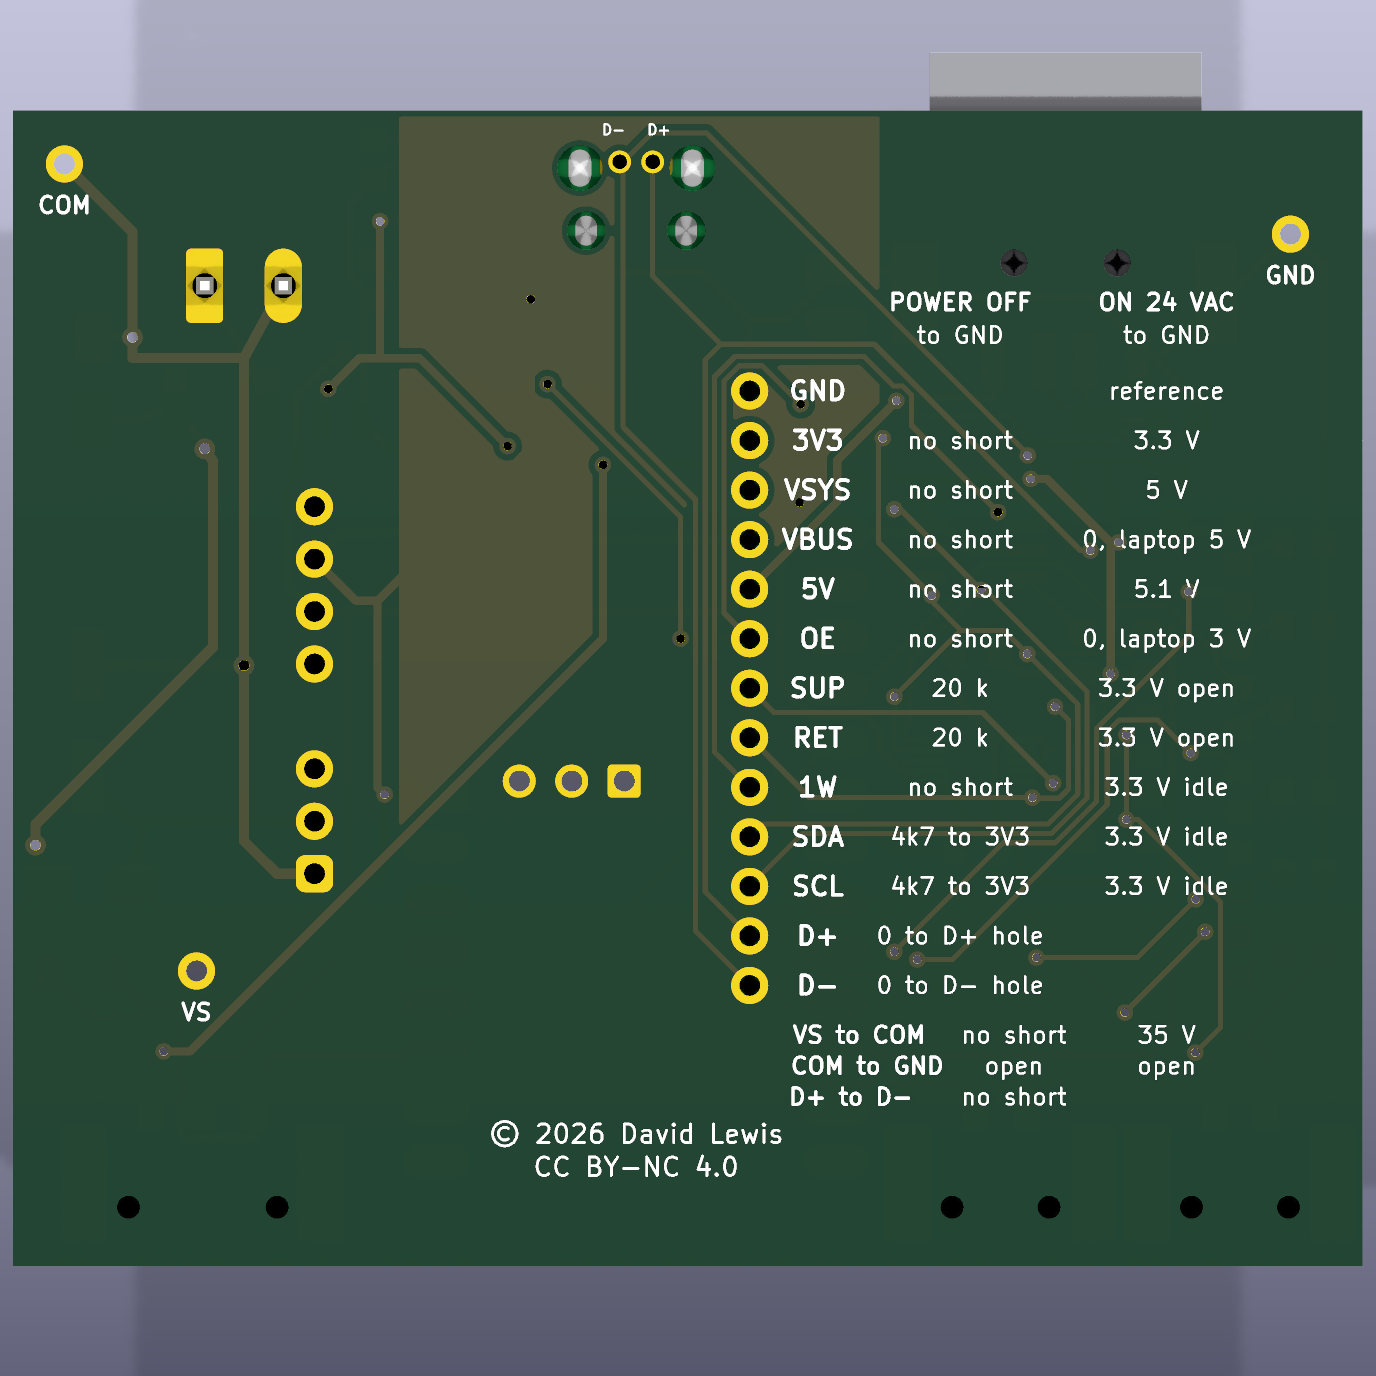 D- D+
COM
GND
POWER OFF ON 24 VAC
to GND to GND
GND reference
3V3 no short 3.3 V
VSYS no short 5 V
VBUS no short 0, laptop 5 V
5V no short 5.1 V
OE no short 0, laptop 3 V
SUP 20 k 3.3 V open
RET 20 k 3.3 V open
1W no short 3.3 V idle
SDA 4k7 to 3V3 3.3 V idle
SCL 4k7 to 3V3 3.3 V idle
D+ 0 to D+ hole
D- 0 to D- hole
VS
VS to COM no short 35 V
COM to GND open open
D+ to D- no short
© 2026 David Lewis
CC BY-NC 4.0